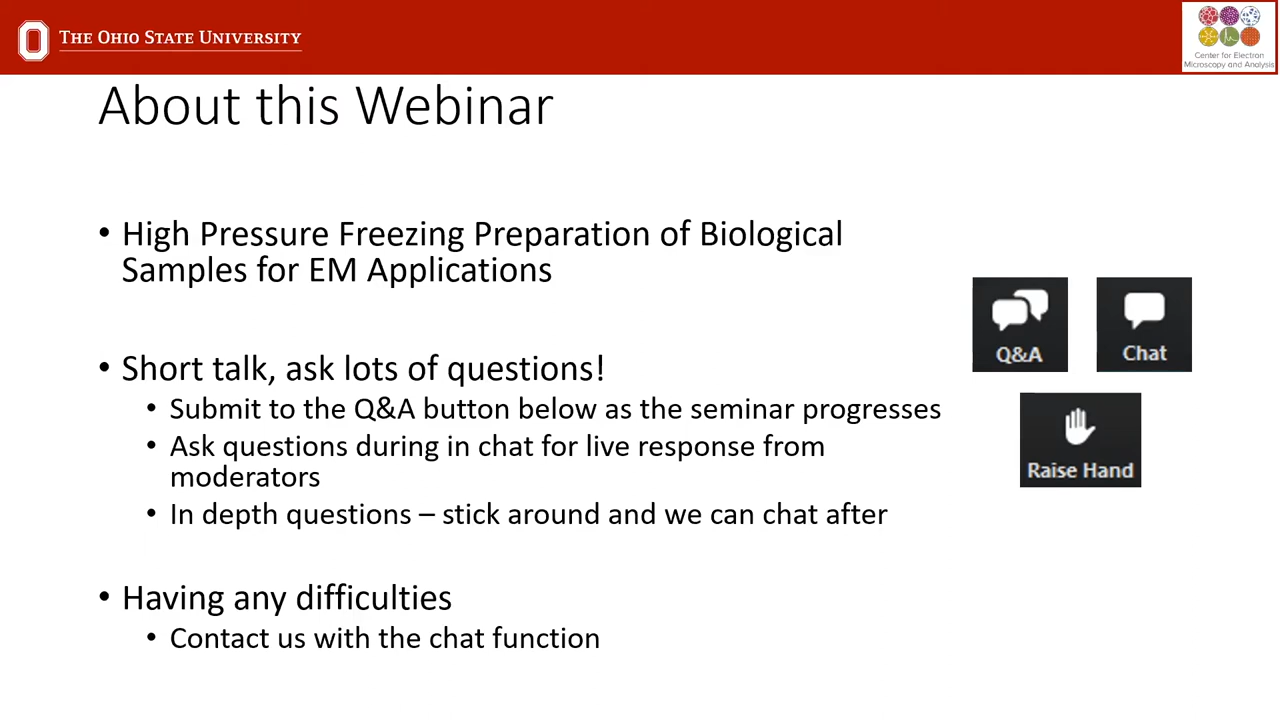 THE OHIO STATE UNIVERSITY
Center for Electron
Microscopy and Analysis
About this Webinar
• High Pressure Freezing Preparation of Biological
Samples for EM Applications
• Short talk, ask lots of questions!
• Submit to the Q&A button below as the seminar progresses
• Ask questions during in chat for live response from
moderators
• In depth questions – stick around and we can chat after
• Having any difficulties
• Contact us with the chat function
Q&A
Chat
Raise Hand